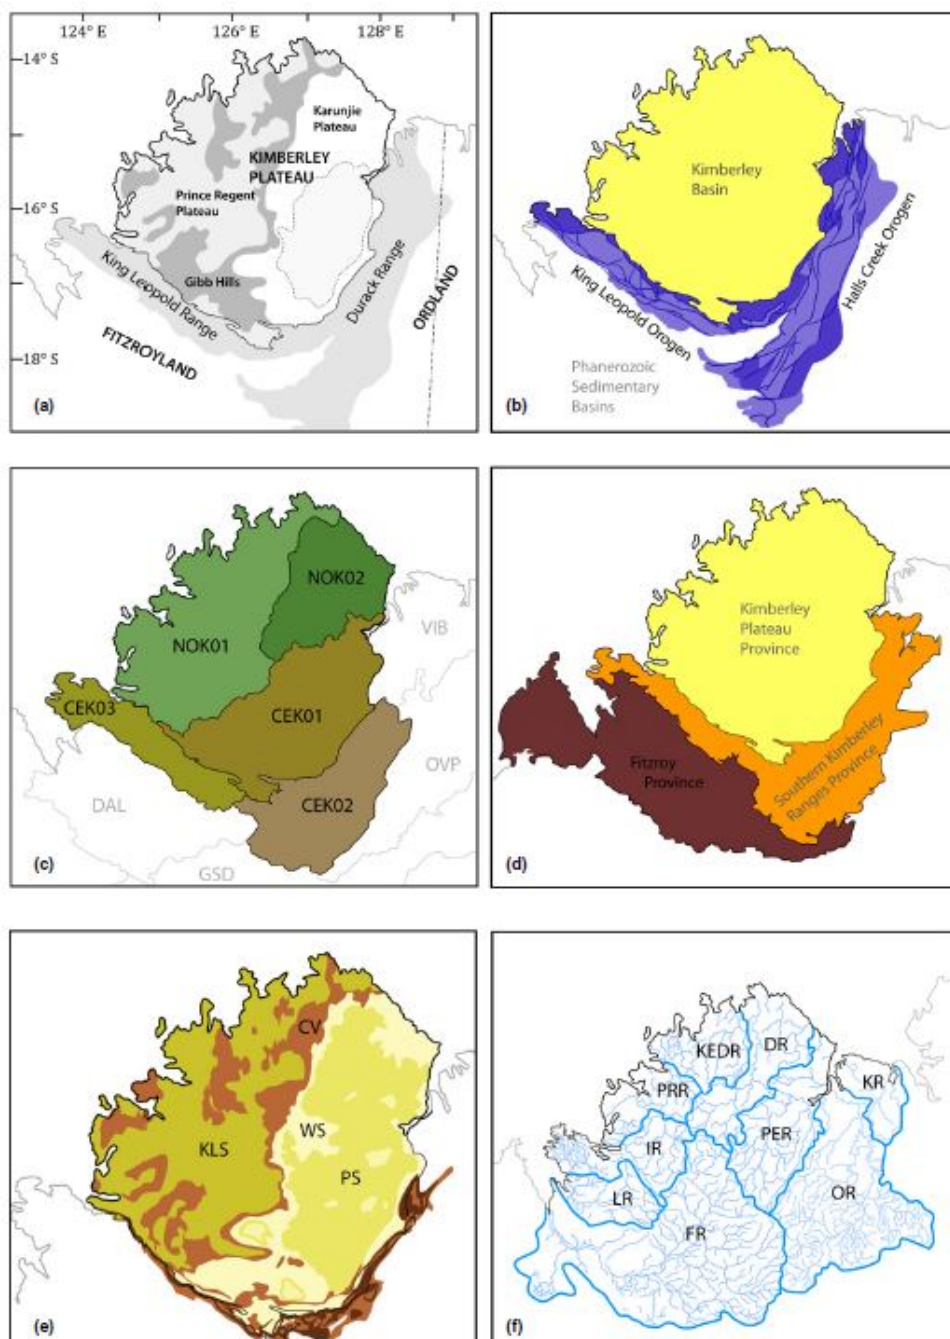 124° E
126° E
128° E
14° S
16° S
18° S
Karunjie
Plateau
KIMBERLEY
PLATEAU
Prince Regent
Plateau
Gibb Hills
King Leopold Range
Durack Range
FITZROYLAND
ORDLAND
(a)
Kimberley
Basin
King Leopold Orogen
Halls Creek Orogen
Phanerozoic
Sedimentary
Basins
(b)
NOK02
NOK01
VIB
CEK03
CEK01
OVP
DAL
CEK02
GSD
(c)
Kimberley
Plateau
Province
Fitzroy
Province
Southern Kimberley
Ranges Province
(d)
CV
KLS
WS
PS
(e)
KEDR
DR
KR
PRR
PER
IR
LR
OR
FR
(f)